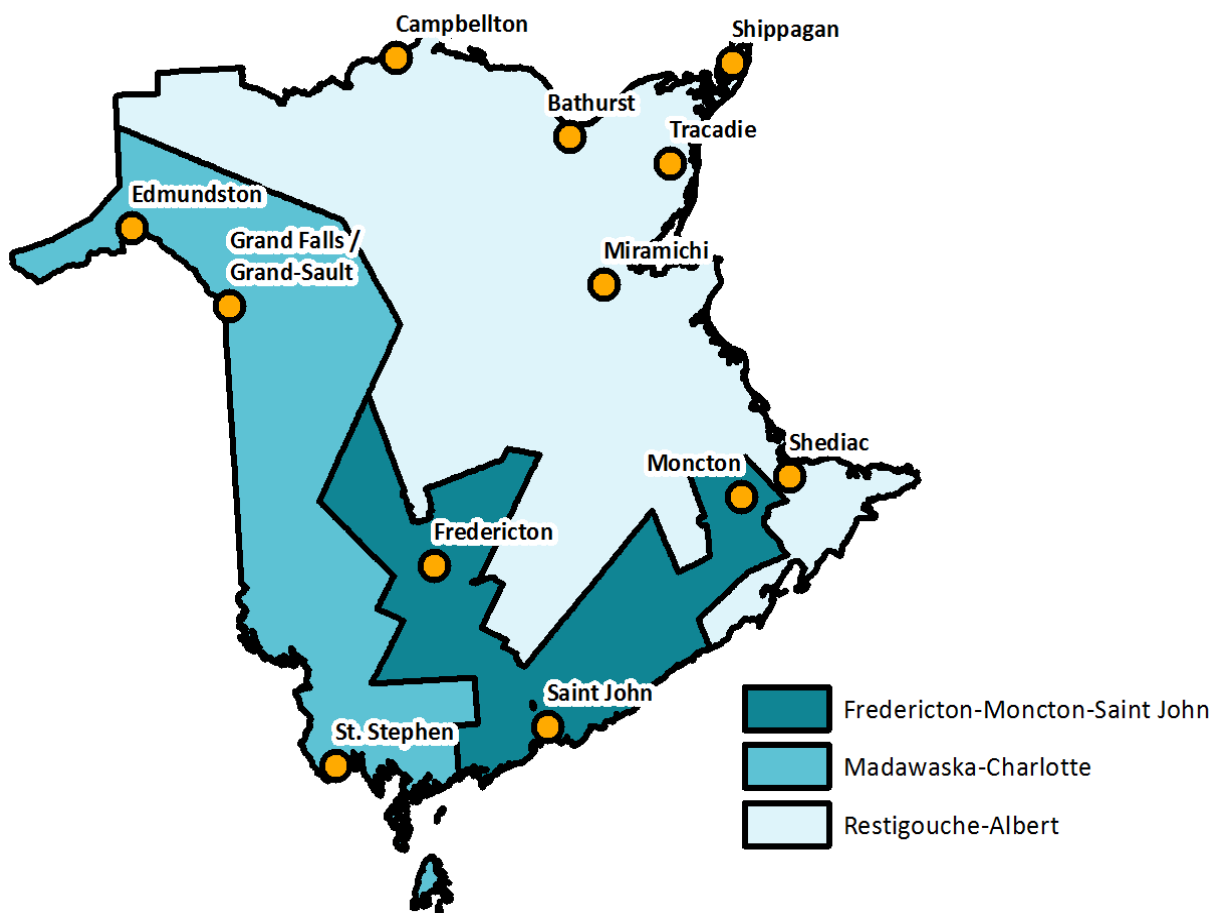 Campbellton
Shippagan
Bathurst
Tracadie
Edmundston
Grand Falls /
Grand-Sault
Miramichi
Shediac
Moncton
Fredericton
Saint John
St. Stephen
Fredericton-Moncton-Saint John
Madawaska-Charlotte
Restigouche-Albert